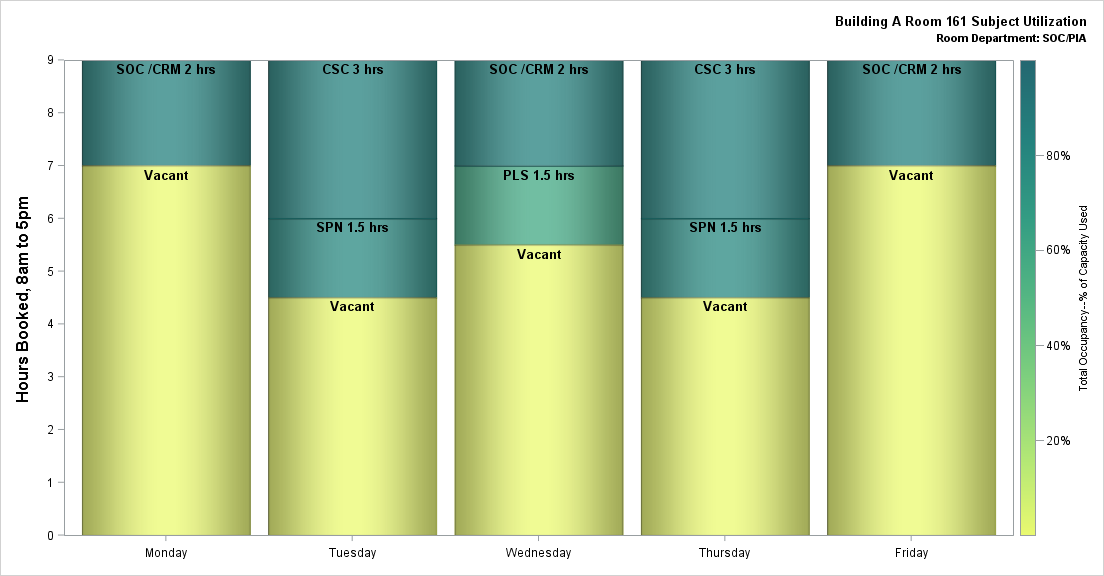 Building A Room 161 Subject Utilization
Room Department: SOC/PIA
Hours Booked, 8am to 5pm
9
8
7
6
5
4
3
2
1
0
SOC /CRM 2 hrs
Vacant
Monday
CSC 3 hrs
SPN 1.5 hrs
Vacant
Tuesday
SOC /CRM 2 hrs
PLS 1.5 hrs
Vacant
Wednesday
CSC 3 hrs
SPN 1.5 hrs
Vacant
Thursday
SOC /CRM 2 hrs
Vacant
Friday
80%
60%
40%
20%
Total Occupancy--% of Capacity Used